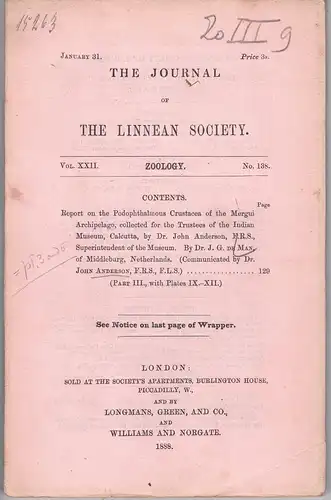 15263
Zo III 9
JANUARY 31.
Price 3s.
THE JOURNAL
OF
THE LINNEAN SOCIETY.
VOL. XXII.
ZOOLOGY.
No. 138.
CONTENTS.
Page
Report on the Podophthalmous Crustacea of the Mergui
Archipelago, collected for the Trustees of the Indian
Museum, Calcutta, by Dr. John Anderson, F.R.S.,
Superintendent of the Museum. By Dr. J. G. DE MAN,
of Middleburg, Netherlands. (Communicated by Dr.
JOHN ANDERSON, F.R.S., F.L.S.) .................. 129
(PART III., with Plates IX.-XII.)
See Notice on last page of Wrapper.
LONDON:
SOLD AT THE SOCIETY'S APARTMENTS, BURLINGTON HOUSE,
PICCADILLY, W.,
AND BY
LONGMANS, GREEN, AND CO.,
AND
WILLIAMS AND NORGATE.
1888.